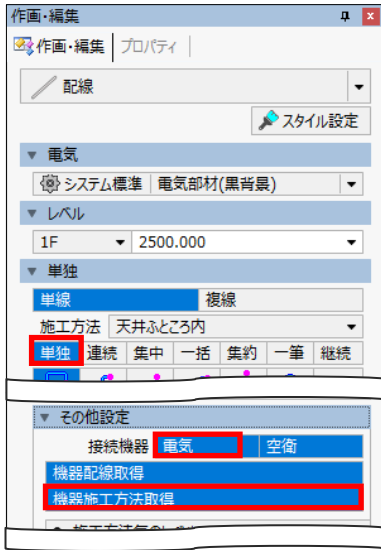 作画・編集
作画・編集 プロパティ
配線
スタイル設定
電気
システム標準 電気部材(黒背景)
レベル
1F 2500.000
単独
単線 複線
施工方法 天井ふところ内
単独 連続 集中 一括 集約 一筆 継続
その他設定
接続機器 電気 空衛
機器配線取得
機器施工方法取得